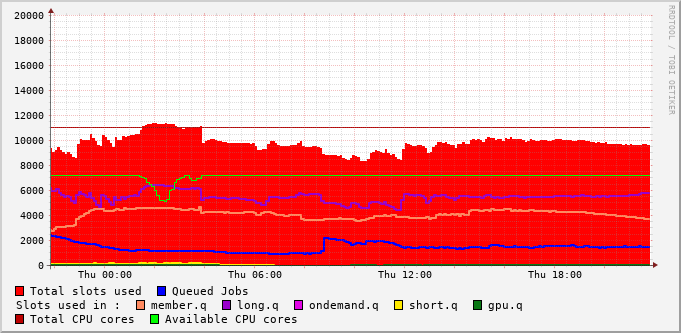 20000
18000
16000
14000
12000
10000
8000
6000
4000
2000
0
Thu 00:00 Thu 06:00 Thu 12:00 Thu 18:00
RRDTOOL / TOBI OETIKER
Total slots used Queued Jobs
Slots used in : member.q long.q ondemand.q short.q gpu.q
Total CPU cores Available CPU cores